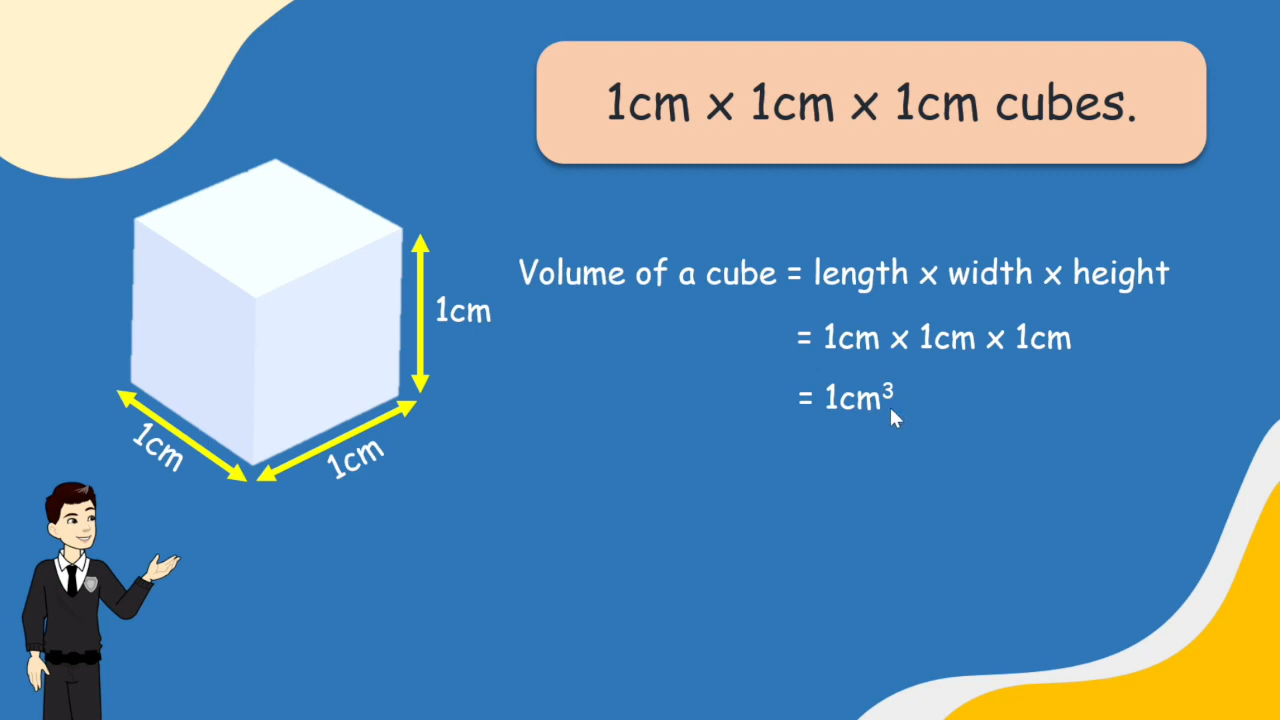 1cm x 1cm x 1cm cubes.
Volume of a cube = length x width x height
= 1cm x 1cm x 1cm
= 1cm³
1cm
1cm
1cm